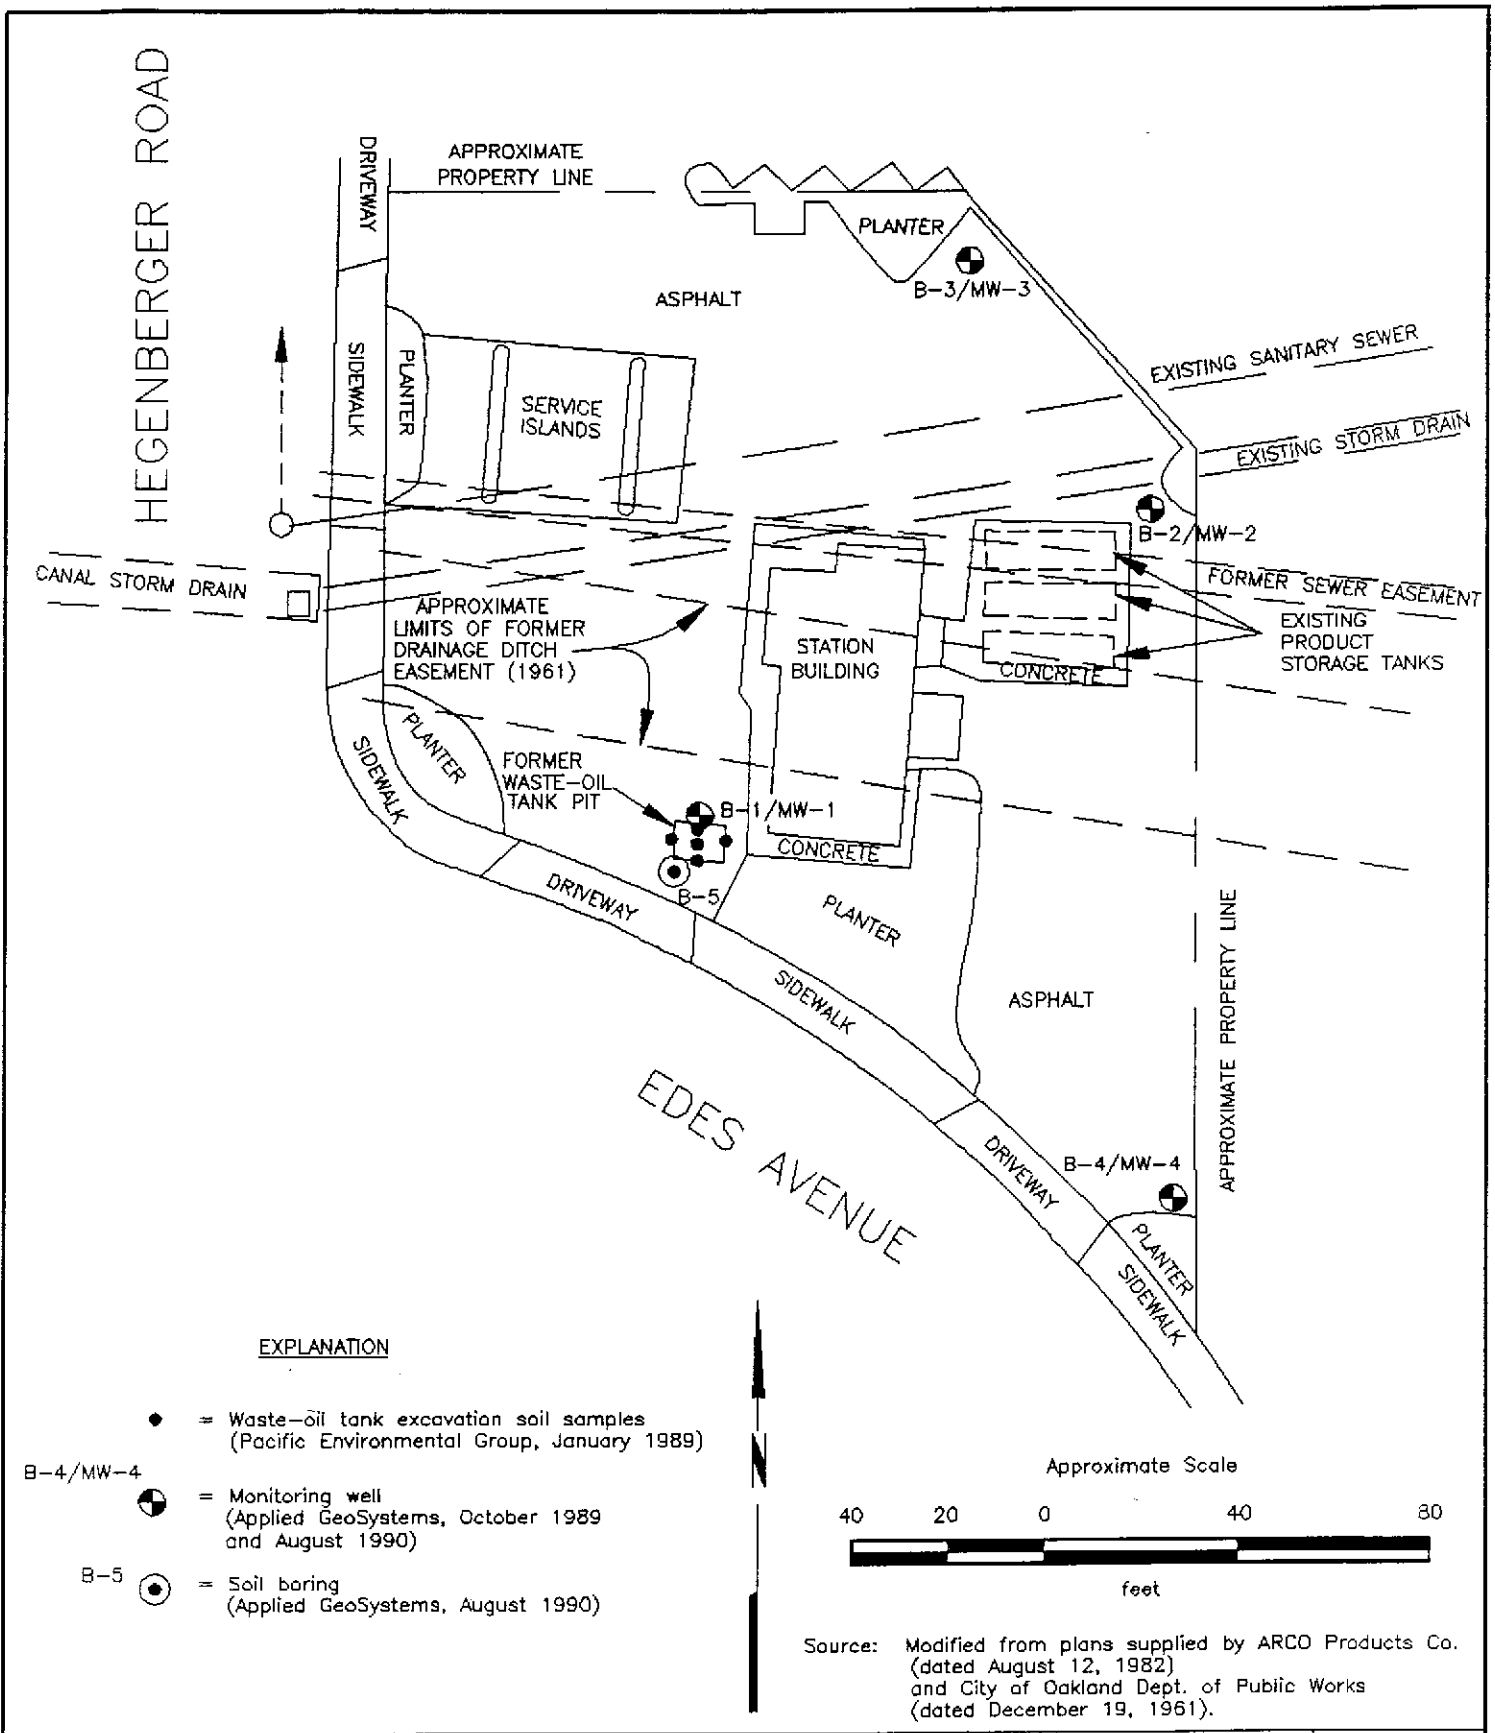 HEGENBERGER ROAD
DRIVEWAY
APPROXIMATE
PROPERTY LINE
PLANTER
B-3/MW-3
ASPHALT
SIDEWALK
PLANTER
SERVICE
ISLANDS
EXISTING SANITARY SEWER
EXISTING STORM DRAIN
B-2/MW-2
CANAL STORM DRAIN
FORMER SEWER EASEMENT
APPROXIMATE
LIMITS OF FORMER
DRAINAGE DITCH
EASEMENT (1961)
STATION
BUILDING
EXISTING
PRODUCT
STORAGE TANKS
CONCRETE
PLANTER
SIDEWALK
FORMER
WASTE-OIL
TANK PIT
B-1/MW-1
CONCRETE
B-5
DRIVEWAY
PLANTER
SIDEWALK
ASPHALT
APPROXIMATE PROPERTY LINE
EDES AVENUE
DRIVEWAY
B-4/MW-4
PLANTER
SIDEWALK
EXPLANATION
= Waste-oil tank excavation soil samples
(Pacific Environmental Group, January 1989)
B-4/MW-4
= Monitoring well
(Applied GeoSystems, October 1989
and August 1990)
B-5
= Soil boring
(Applied GeoSystems, August 1990)
N
Approximate Scale
40 20 0 40 80
feet
Source: Modified from plans supplied by ARCO Products Co.
(dated August 12, 1982)
and City of Oakland Dept. of Public Works
(dated December 19, 1961).